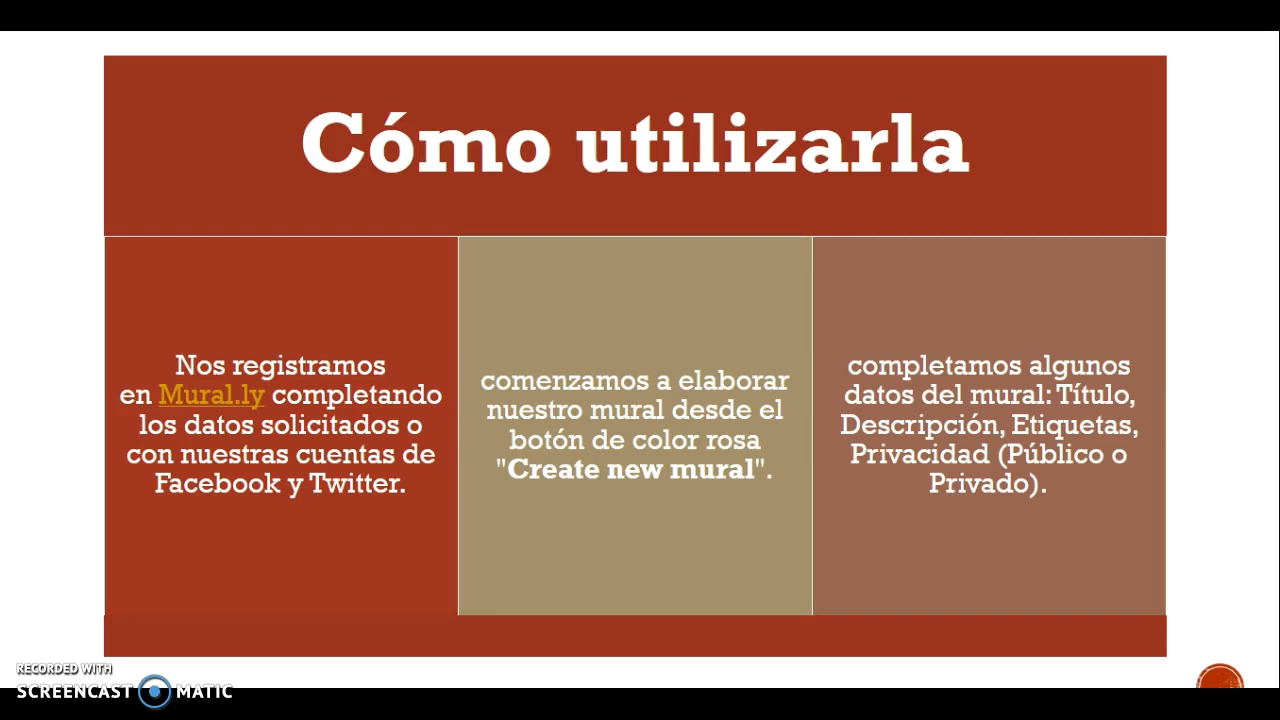 Cómo utilizarla
Nos registramos
en Mural.ly completando
los datos solicitados o
con nuestras cuentas de
Facebook y Twitter.
comenzamos a elaborar
nuestro mural desde el
botón de color rosa
"Create new mural".
completamos algunos
datos del mural: Título,
Descripción, Etiquetas,
Privacidad (Público o
Privado).
RECORDED WITH
SCREENCAST MATIC